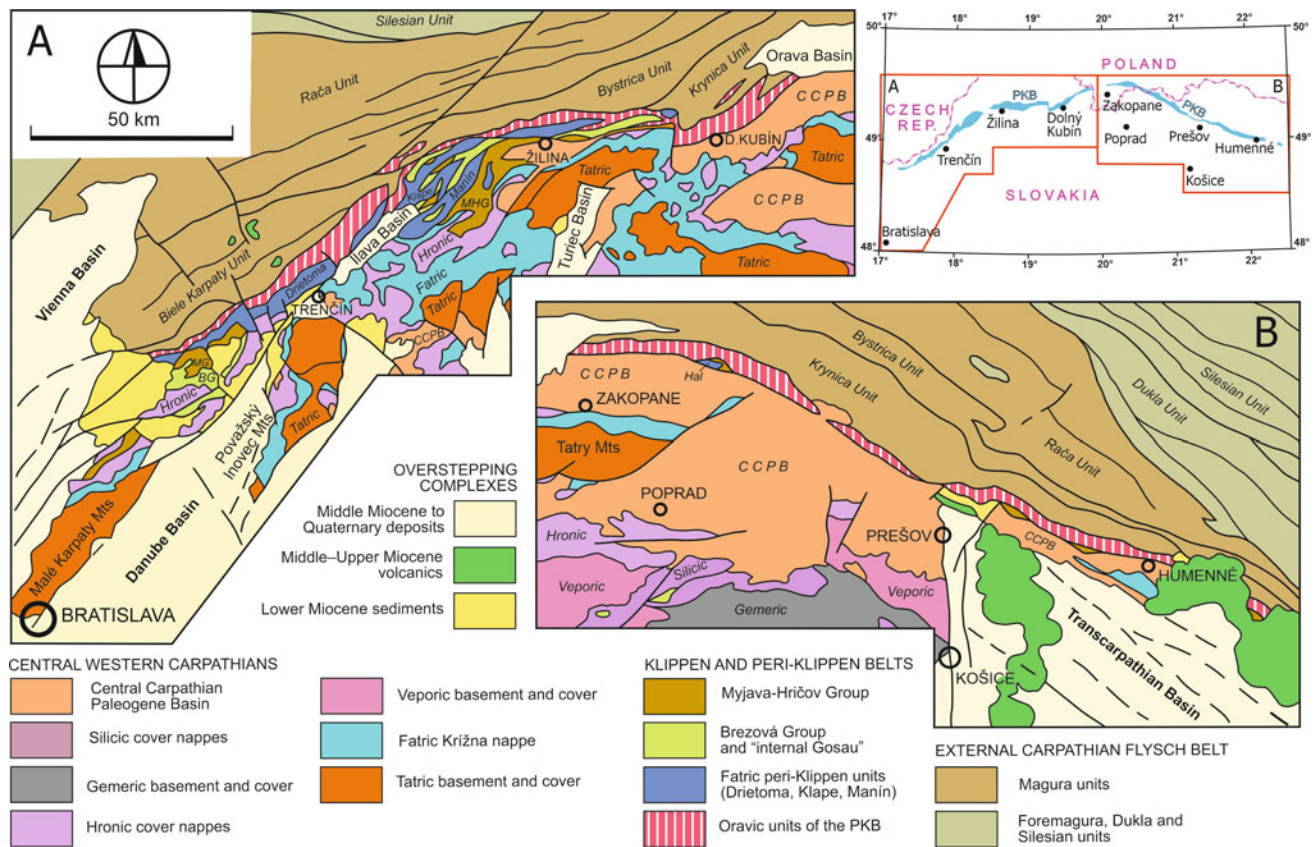 A
50 km
Silesian Unit
Rača Unit
Bystrica Unit
Krynica Unit
Orava Basin
CCPB
ŽILINA
D.KUBÍN
Tatric
Tatric
CCPB
Klape
Manín
MHG
Ilava Basin
Hronic
Turiec Basin
Fatric
Hronic
Tatric
Tatric
Vienna Basin
Biele Karpaty Unit
Drietoma
TRENČÍN
CCPB
MG
BG
Hronic
Považský
Inovec Mts
Tatric
Malé Karpaty Mts
Danube Basin
BRATISLAVA
50°
17°
18°
19°
20°
21°
22°
50°
POLAND
A
B
CZECH
REP.
PKB
Žilina
Dolný
Kubín
Zakopane
PKB
Poprad
Prešov
Humenné
49°
49°
Trenčín
Košice
SLOVAKIA
Bratislava
48°
48°
17°
18°
19°
20°
21°
22°
B
CCPB
Hal
ZAKOPANE
Tatry Mts
CCPB
POPRAD
Bystrica Unit
Krynica Unit
Dukla Unit
Silesian Unit
Rača Unit
PREŠOV
CCPB
HUMENNÉ
Hronic
Silicic
Veporic
Gemeric
Veporic
KOŠICE
Transcarpathian Basin
OVERSTEPPING
COMPLEXES
Middle Miocene to
Quaternary deposits
Middle–Upper Miocene
volcanics
Lower Miocene sediments
CENTRAL WESTERN CARPATHIANS
Central Carpathian
Paleogene Basin
Silicic cover nappes
Gemeric basement and cover
Hronic cover nappes
Veporic basement and cover
Fatric Krížna nappe
Tatric basement and cover
KLIPPEN AND PERI-KLIPPEN BELTS
Myjava-Hričov Group
Brezová Group
and “internal Gosau”
Fatric peri-Klippen units
(Drietoma, Klape, Manín)
Oravic units of the PKB
EXTERNAL CARPATHIAN FLYSCH BELT
Magura units
Foremagura, Dukla and
Silesian units